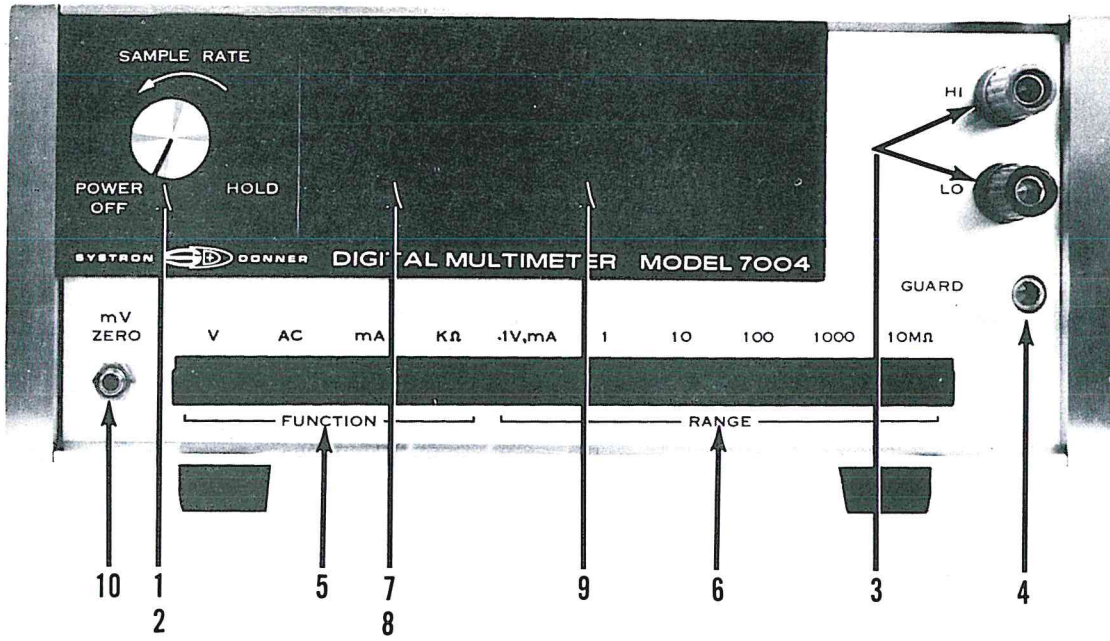 SAMPLE RATE
POWER OFF
HOLD
HI
LO
SYSTRON DONNER
DIGITAL MULTIMETER MODEL 7004
GUARD
mV
ZERO
V AC mA KΩ .1V,mA 1 10 100 1000 10MΩ
FUNCTION RANGE
10 1 5 7 9 6 3 4
2 8